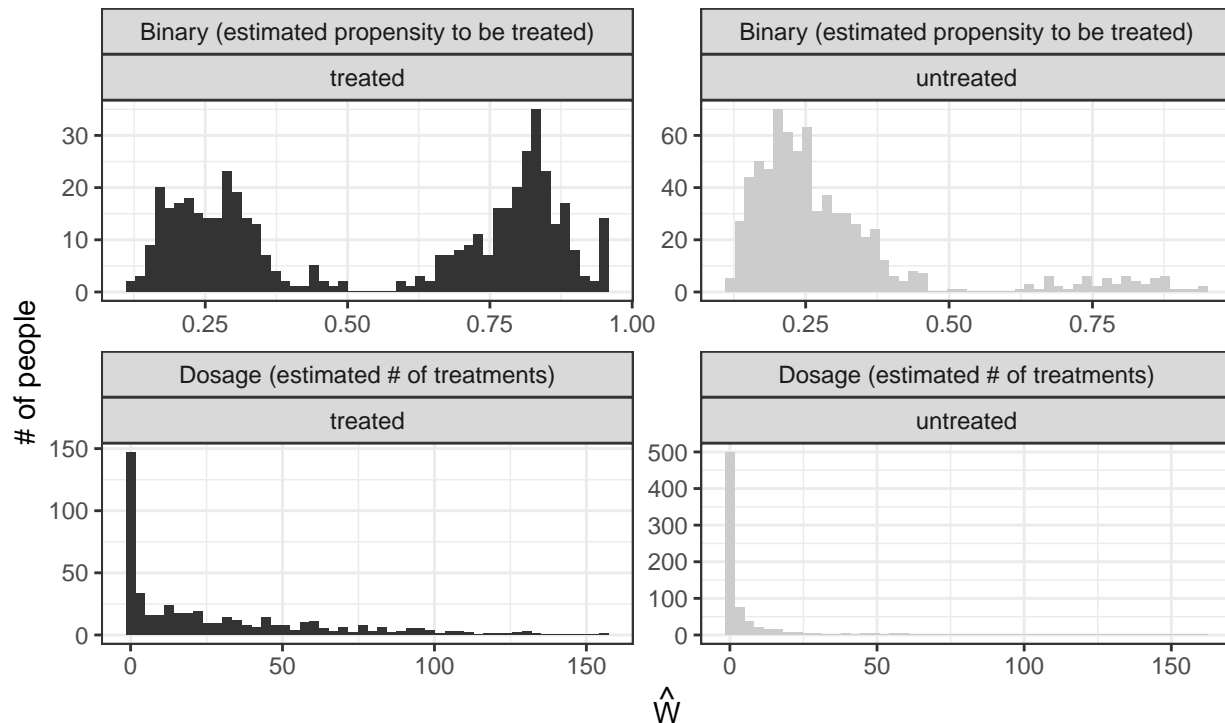 Binary (estimated propensity to be treated)
treated
30
20
10
0
0.25 0.50 0.75 1.00
Binary (estimated propensity to be treated)
untreated
60
40
20
0
0.25 0.50 0.75
# of people
Dosage (estimated # of treatments)
treated
150
100
50
0
0 50 100 150
Dosage (estimated # of treatments)
untreated
500
400
300
200
100
0
0 50 100 150
Ŵ